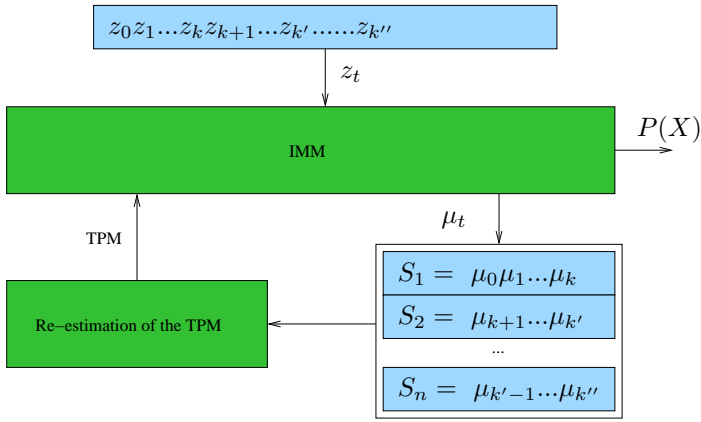 z_0z_1...z_kz_{k+1}...z_{k'}......z_{k''}
z_t
IMM
P(X)
μ_t
TPM
S_1 = μ_0μ_1...μ_k
S_2 = μ_{k+1}...μ_{k'}
...
S_n = μ_{k'−1}...μ_{k''}
Re−estimation of the TPM